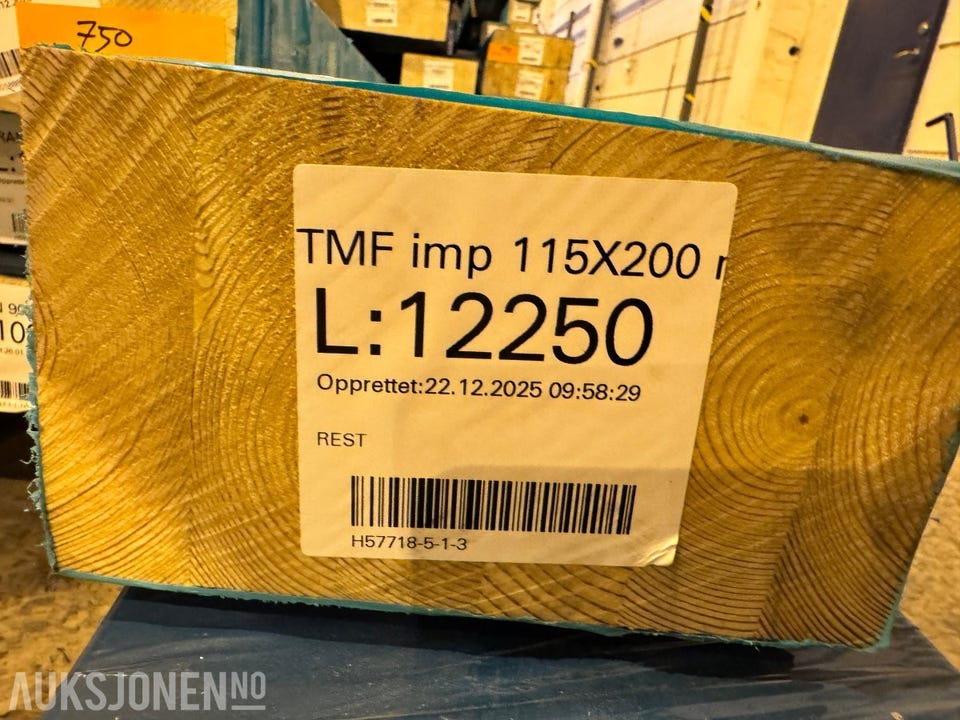 750
TMF imp 115X200
L:12250
Opprettet:22.12.2025 09:58:29
REST
H57718-5-1-3
AUKSJONEN NO